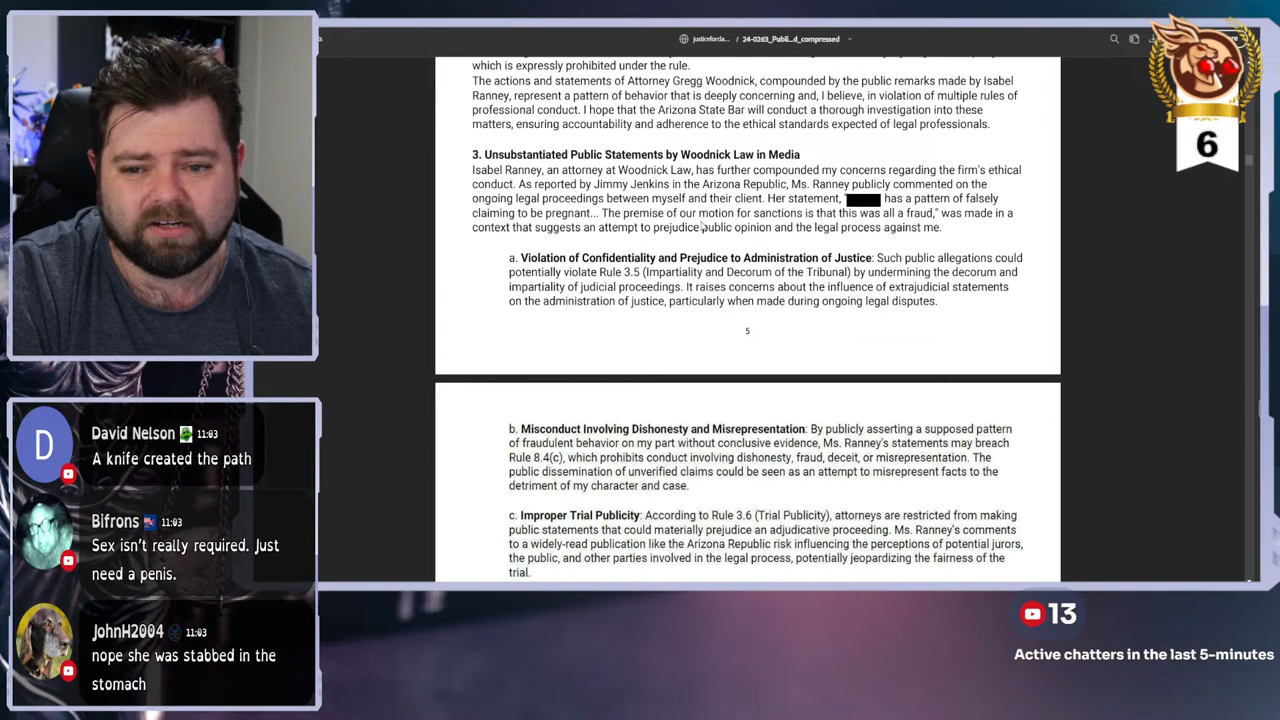 justiceforcla... / 24-0263_Publi...d_compressed
which is expressly prohibited under the rule.
The actions and statements of Attorney Gregg Woodnick, compounded by the public remarks made by Isabel
Ranney, represent a pattern of behavior that is deeply concerning and, I believe, in violation of multiple rules of
professional conduct. I hope that the Arizona State Bar will conduct a thorough investigation into these
matters, ensuring accountability and adherence to the ethical standards expected of legal professionals.
3. Unsubstantiated Public Statements by Woodnick Law in Media
Isabel Ranney, an attorney at Woodnick Law, has further compounded my concerns regarding the firm's ethical
conduct. As reported by Jimmy Jenkins in the Arizona Republic, Ms. Ranney publicly commented on the
ongoing legal proceedings between myself and their client. Her statement, " has a pattern of falsely
claiming to be pregnant... The premise of our motion for sanctions is that this was all a fraud," was made in a
context that suggests an attempt to prejudice public opinion and the legal process against me.
a. Violation of Confidentiality and Prejudice to Administration of Justice: Such public allegations could
potentially violate Rule 3.5 (Impartiality and Decorum of the Tribunal) by undermining the decorum and
impartiality of judicial proceedings. It raises concerns about the influence of extrajudicial statements
on the administration of justice, particularly when made during ongoing legal disputes.
5
b. Misconduct Involving Dishonesty and Misrepresentation: By publicly asserting a supposed pattern
of fraudulent behavior on my part without conclusive evidence, Ms. Ranney's statements may breach
Rule 8.4(c), which prohibits conduct involving dishonesty, fraud, deceit, or misrepresentation. The
public dissemination of unverified claims could be seen as an attempt to misrepresent facts to the
detriment of my character and case.
c. Improper Trial Publicity: According to Rule 3.6 (Trial Publicity), attorneys are restricted from making
public statements that could materially prejudice an adjudicative proceeding. Ms. Ranney's comments
to a widely-read publication like the Arizona Republic risk influencing the perceptions of potential jurors,
the public, and other parties involved in the legal process, potentially jeopardizing the fairness of the
trial.
6
D
David Nelson 11:03
A knife created the path
Bifrons 11:03
Sex isn't really required. Just
need a penis.
JohnH2004 11:03
nope she was stabbed in the
stomach
13
Active chatters in the last 5-minutes